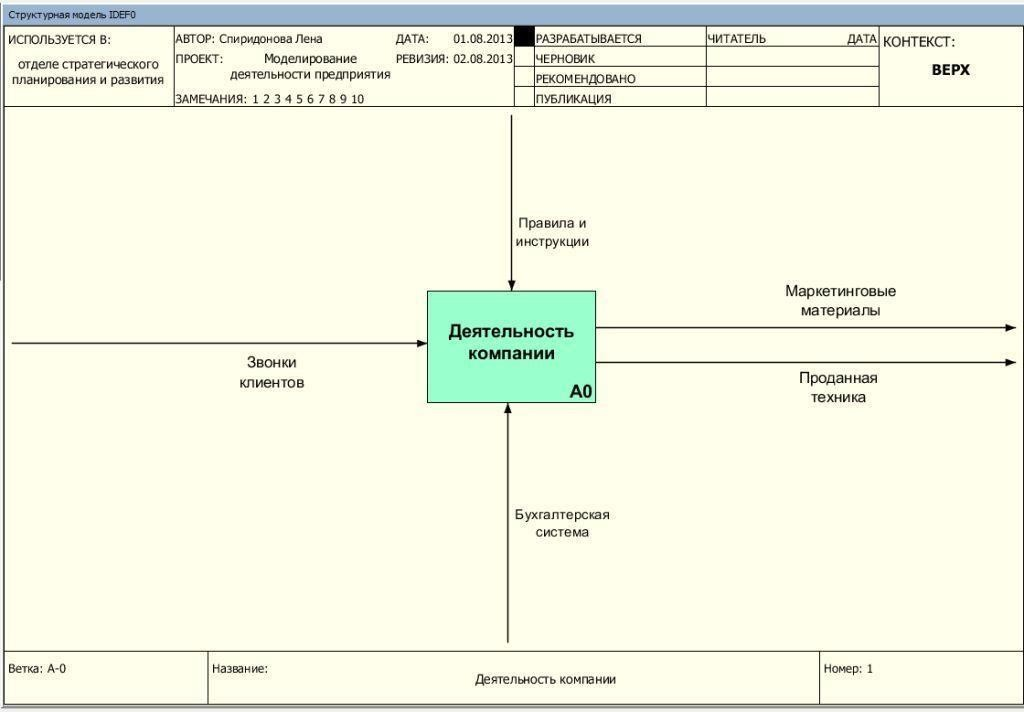 Структурная модель IDEF0
ИСПОЛЬЗУЕТСЯ В:
отделе стратегического
планирования и развития
АВТОР: Спиридонова Лена
ДАТА: 01.08.2013
ПРОЕКТ: Моделирование
деятельности предприятия
РЕВИЗИЯ: 02.08.2013
ЗАМЕЧАНИЯ: 1 2 3 4 5 6 7 8 9 10
РАЗРАБАТЫВАЕТСЯ
ЧЕРНОВИК
РЕКОМЕНДОВАНО
ПУБЛИКАЦИЯ
ЧИТАТЕЛЬ ДАТА
КОНТЕКСТ:
ВЕРХ
Правила и
инструкции
Маркетинговые
материалы
Деятельность
компании
A0
Звонки
клиентов
Проданная
техника
Бухгалтерская
система
Ветка: A-0
Название:
Деятельность компании
Номер: 1